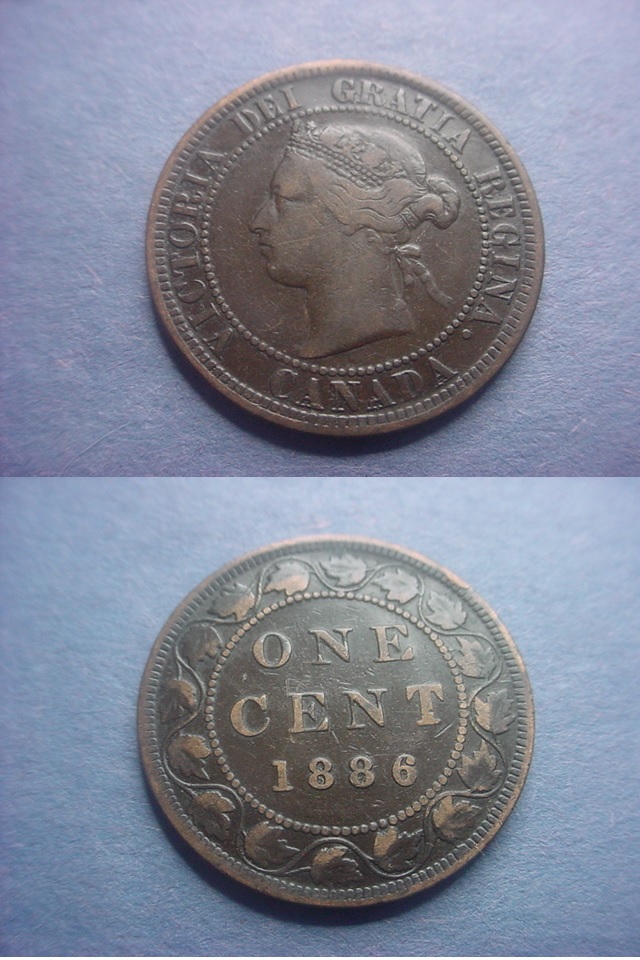 VICTORIA DEI GRATIA REGINA.
CANADA
ONE
CENT
1886